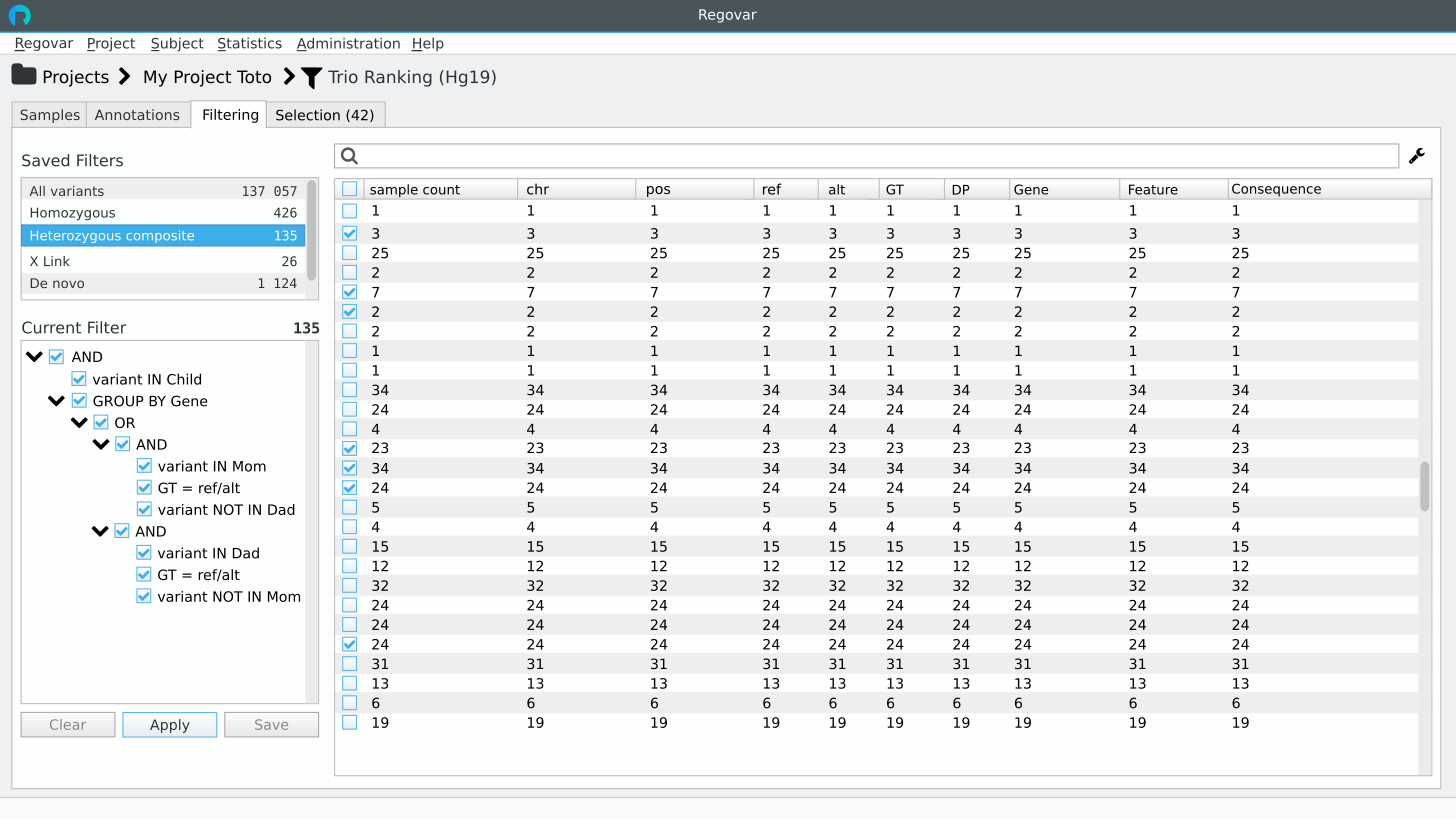 Regovar
Regovar Project Subject Statistics Administration Help
Projects My Project Toto Trio Ranking (Hg19)
Samples Annotations Filtering Selection (42)
Saved Filters
All variants 137 057
Homozygous 426
Heterozygous composite 135
X Link 26
De novo 1 124
Current Filter 135
AND
variant IN Child
GROUP BY Gene
OR
AND
variant IN Mom
GT = ref/alt
variant NOT IN Dad
AND
variant IN Dad
GT = ref/alt
variant NOT IN Mom
Clear Apply Save
sample count chr pos ref alt GT DP Gene Feature Consequence
1 1 1 1 1 1 1 1 1 1
3 3 3 3 3 3 3 3 3 3
25 25 25 25 25 25 25 25 25 25
2 2 2 2 2 2 2 2 2 2
7 7 7 7 7 7 7 7 7 7
2 2 2 2 2 2 2 2 2 2
2 2 2 2 2 2 2 2 2 2
1 1 1 1 1 1 1 1 1 1
1 1 1 1 1 1 1 1 1 1
34 34 34 34 34 34 34 34 34 34
24 24 24 24 24 24 24 24 24 24
4 4 4 4 4 4 4 4 4 4
23 23 23 23 23 23 23 23 23 23
34 34 34 34 34 34 34 34 34 34
24 24 24 24 24 24 24 24 24 24
5 5 5 5 5 5 5 5 5 5
4 4 4 4 4 4 4 4 4 4
15 15 15 15 15 15 15 15 15 15
12 12 12 12 12 12 12 12 12 12
32 32 32 32 32 32 32 32 32 32
24 24 24 24 24 24 24 24 24 24
24 24 24 24 24 24 24 24 24 24
24 24 24 24 24 24 24 24 24 24
31 31 31 31 31 31 31 31 31 31
13 13 13 13 13 13 13 13 13 13
6 6 6 6 6 6 6 6 6 6
19 19 19 19 19 19 19 19 19 19